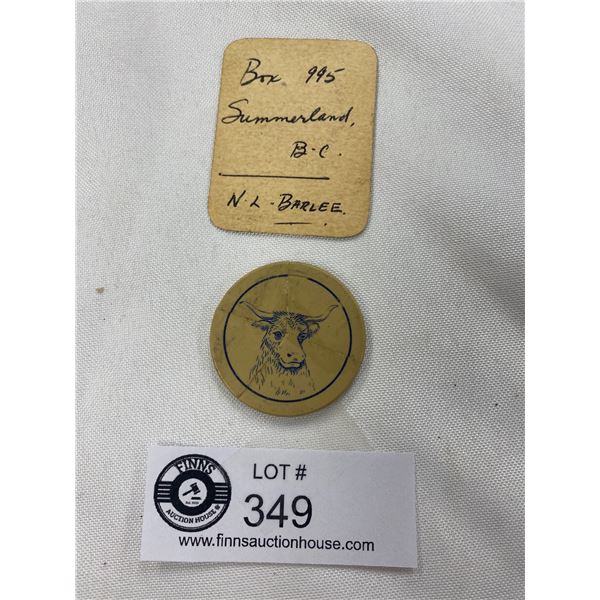 Box 995
Summerland,
B-C.
N. L - BARLEE.
FINNS
AUCTION HOUSE
LOT #
349
www.finnsauctionhouse.com